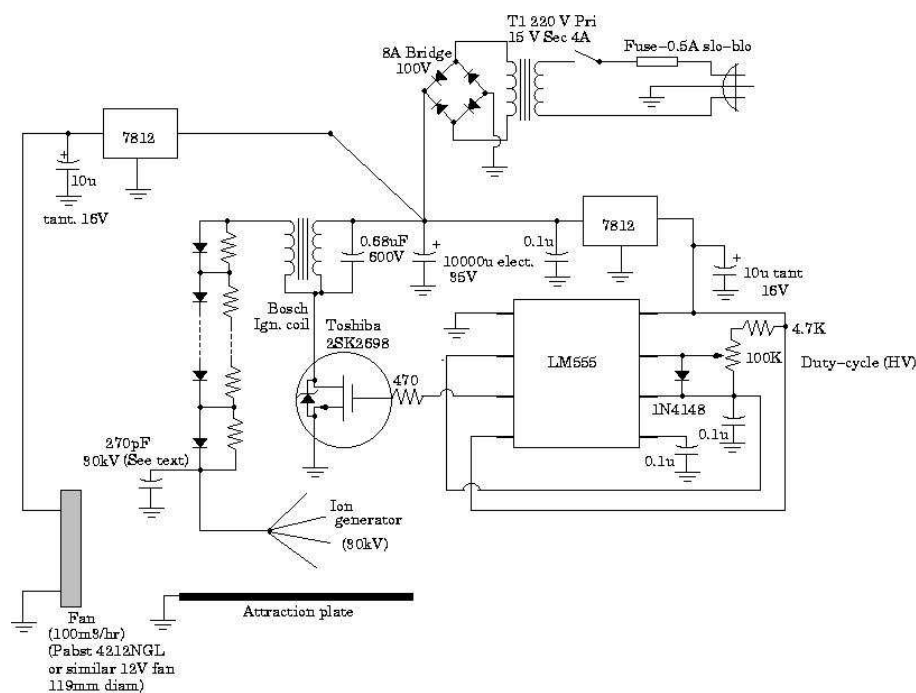 T1 220 V Pri
15 V Sec 4A
Fuse-0.5A slo-blo
8A Bridge
100V
7812
10u
tant. 16V
0.68uF
600V
10000u elect.
35V
0.1u
7812
10u tant
16V
Bosch
Ign. coil
Toshiba
2SK2698
470
LM555
4.7K
100K
Duty-cycle (HV)
1N4148
0.1u
0.1u
270pF
30kV (See text)
Ion
generator
(30kV)
Attraction plate
Fan
(100m3/hr)
(Pabst 4212NGL
or similar 12V fan
119mm diam)